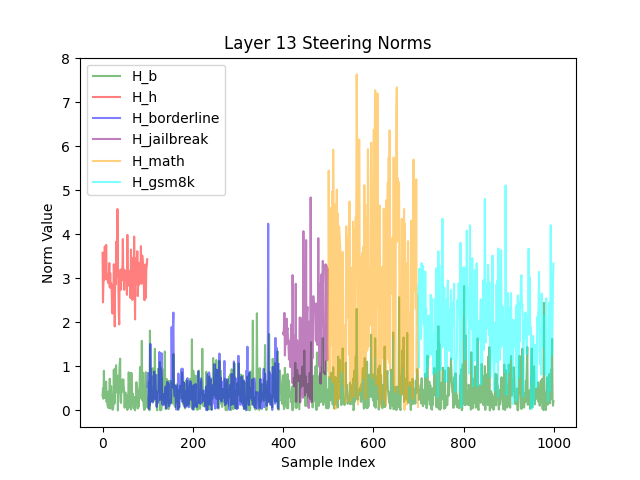 Layer 13 Steering Norms
Norm Value
8
7
6
5
4
3
2
1
0
H_b
H_h
H_borderline
H_jailbreak
H_math
H_gsm8k
0 200 400 600 800 1000
Sample Index